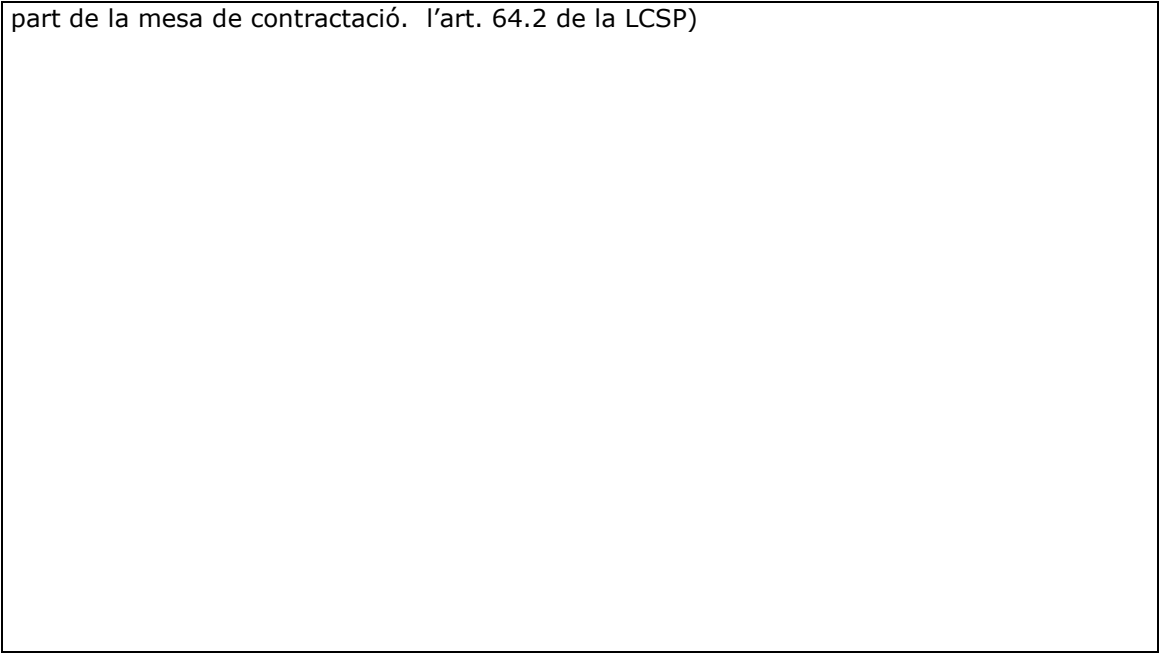 part de la mesa de contractació.  l’art. 64.2 de la LCSP)